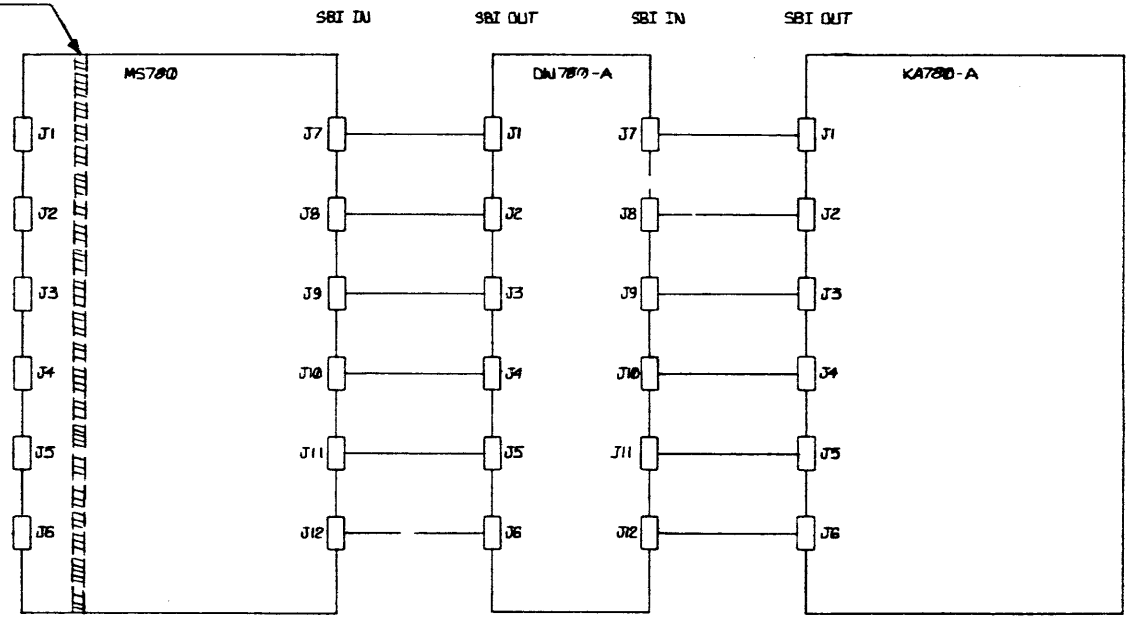 SBI IN SBI OUT SBI IN SBI OUT
MS780 DW780-A KA780-A
J1 J7 J1 J7 J1
J2 J8 J2 J8 J2
J3 J9 J3 J9 J3
J4 J10 J4 J10 J4
J5 J11 J5 J11 J5
J6 J12 J6 J12 J6